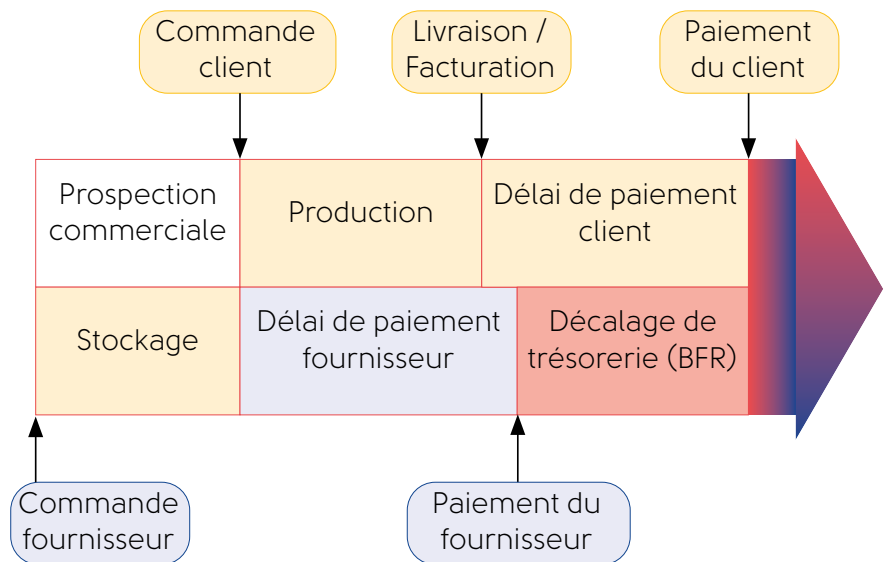 Commande
client
Livraison /
Facturation
Paiement
du client
Prospection
commerciale
Production
Délai de paiement
client
Stockage
Délai de paiement
fournisseur
Décalage de
trésorerie (BFR)
Commande
fournisseur
Paiement du
fournisseur